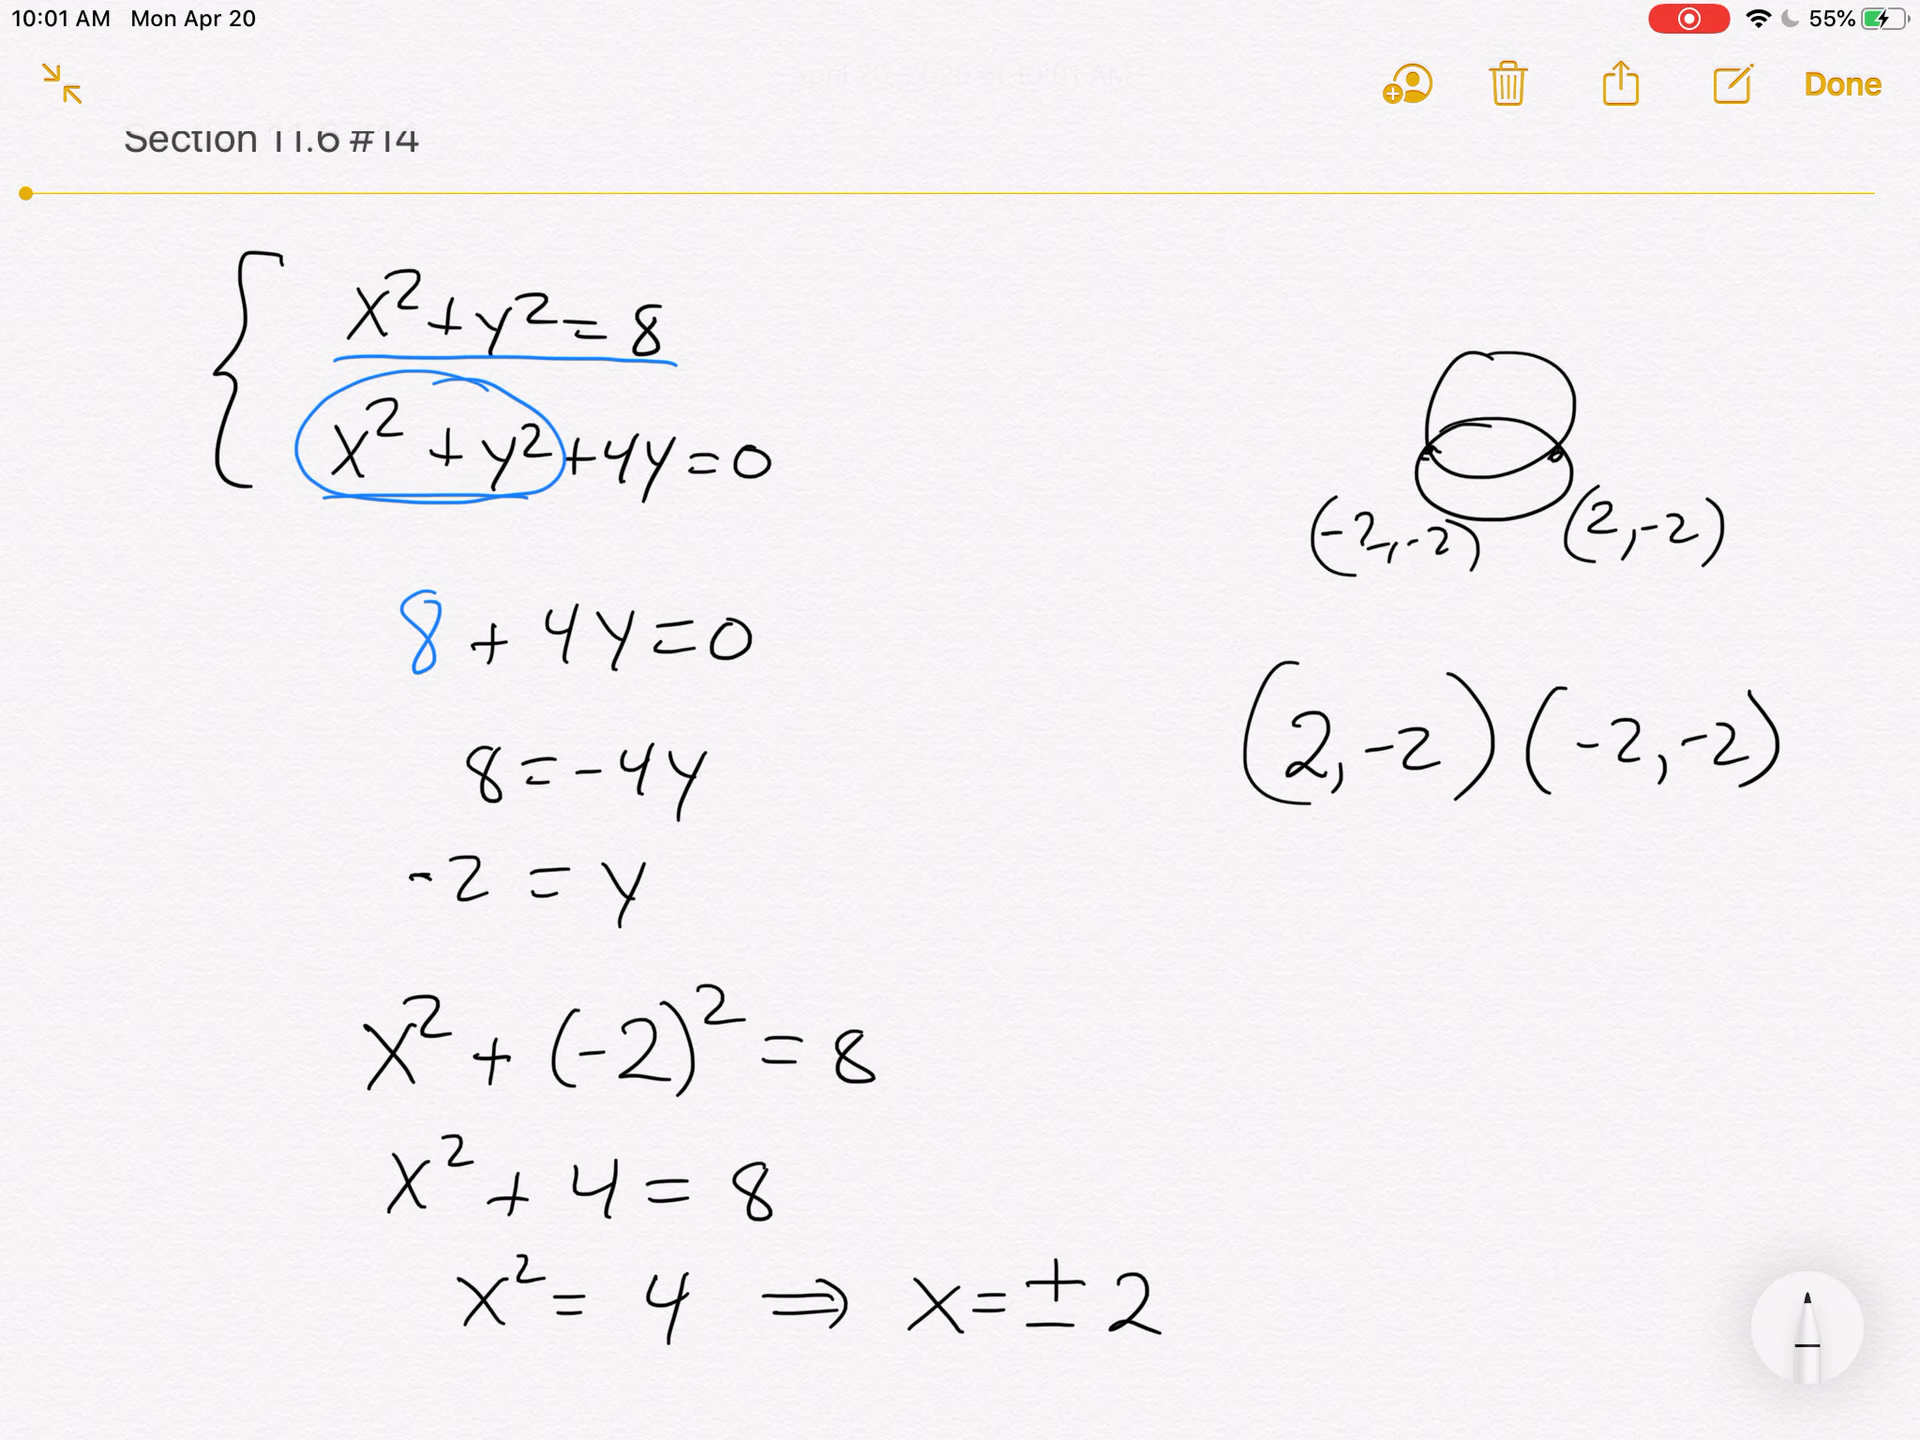 10:01 AM Mon Apr 20 55%
Done
Section 11.6 #14
x² + y² = 8
x² + y² + 4y = 0
8 + 4y = 0
8 = -4y
-2 = y
x² + (-2)² = 8
x² + 4 = 8
x² = 4 ⇒ x = ± 2
(-2, -2) (2, -2)
(2, -2) (-2, -2)